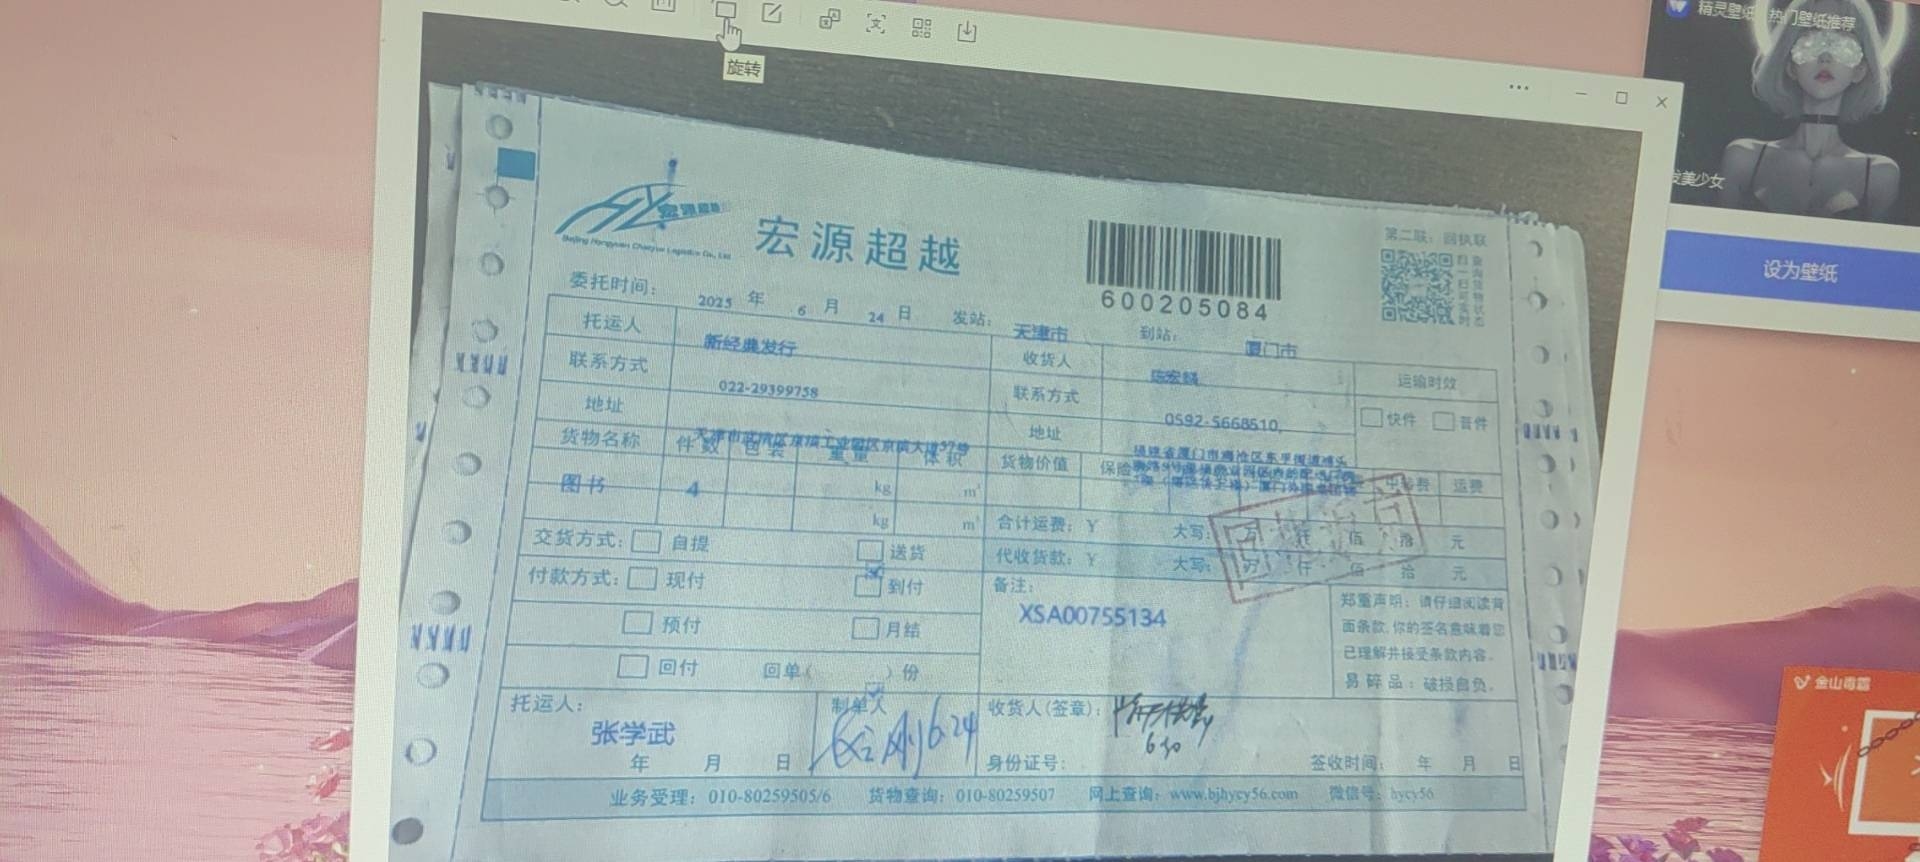 精灵壁纸 热门壁纸推荐
旋转
美少女
设为壁纸
金山毒霸
宏源超越
宏源超越
Beijing Hongyuan Chaoyue Logistics Co., Ltd
600205084
第二联：回执联
委托时间： 2025 年 6 月 24 日 发站： 天津市 到站： 厦门市
托运人 新经典发行 收货人
运输时效
联系方式 022-29399758 联系方式 0592-5668510,
快件 普件
地址 地址
货物名称 件数 包装 重量 体积 货物价值 保险 运费
图书 4 kg m³
kg m³
合计运费：¥ 大写： 万 仟 佰 拾 元
代收货款：¥ 大写： 万 仟 佰 拾 元
交货方式： 自提 送货
付款方式： 现付 到付
预付 月结
回付 回单( )份
备注：
XSA00755134
郑重声明：请仔细阅读背
面条款,你的签名意味着您
已理解并接受条款内容。
易碎品：破损自负。
托运人： 制单人 收货人(签章)：
张学武 6.24 630
年 月 日 身份证号： 签收时间： 年 月 日
业务受理：010-80259505/6 货物查询：010-80259507 网上查询：www.bjhycy56.com 微信号：hycy56